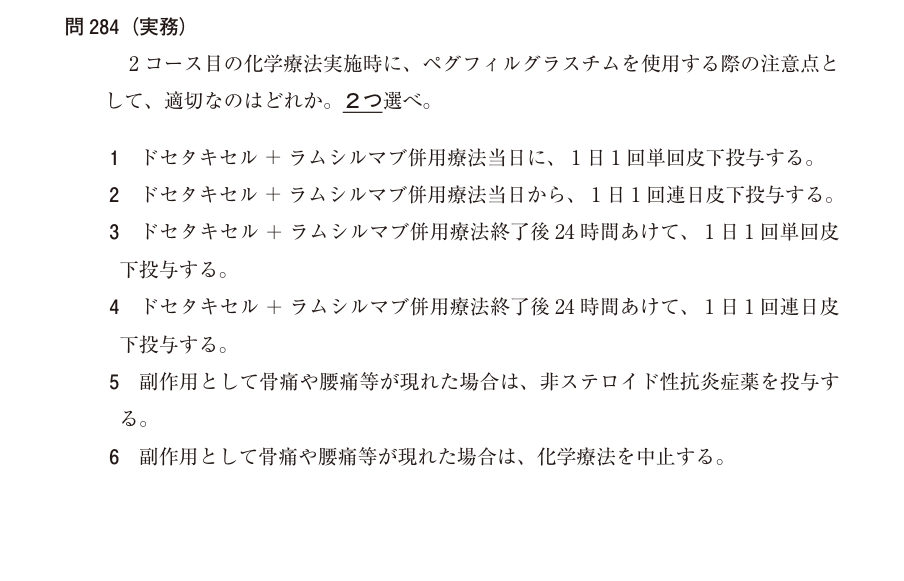 問 284（実務）
２コース目の化学療法実施時に、ペグフィルグラスチムを使用する際の注意点と
して、適切なのはどれか。２つ選べ。
1 ドセタキセル ＋ ラムシルマブ併用療法当日に、１日１回単回皮下投与する。
2 ドセタキセル ＋ ラムシルマブ併用療法当日から、１日１回連日皮下投与する。
3 ドセタキセル ＋ ラムシルマブ併用療法終了後 24 時間あけて、１日１回単回皮
下投与する。
4 ドセタキセル ＋ ラムシルマブ併用療法終了後 24 時間あけて、１日１回連日皮
下投与する。
5 副作用として骨痛や腰痛等が現れた場合は、非ステロイド性抗炎症薬を投与す
る。
6 副作用として骨痛や腰痛等が現れた場合は、化学療法を中止する。